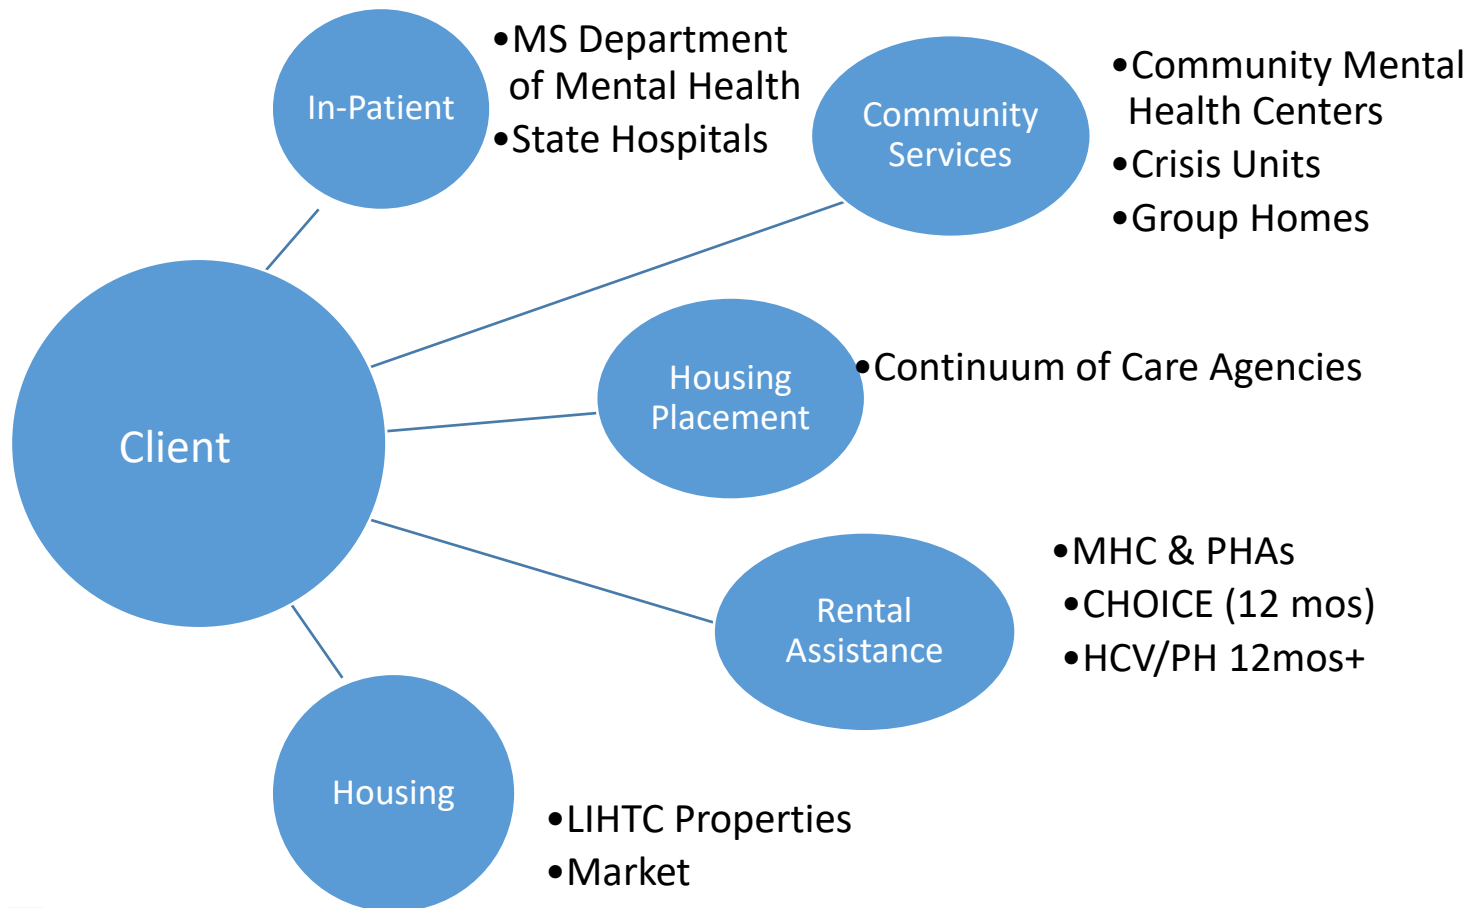 In-Patient
•MS Department
of Mental Health
•State Hospitals
Community
Services
•Community Mental
Health Centers
•Crisis Units
•Group Homes
Client
Housing
Placement
•Continuum of Care Agencies
Rental
Assistance
•MHC & PHAs
•CHOICE (12 mos)
•HCV/PH 12mos+
Housing
•LIHTC Properties
•Market